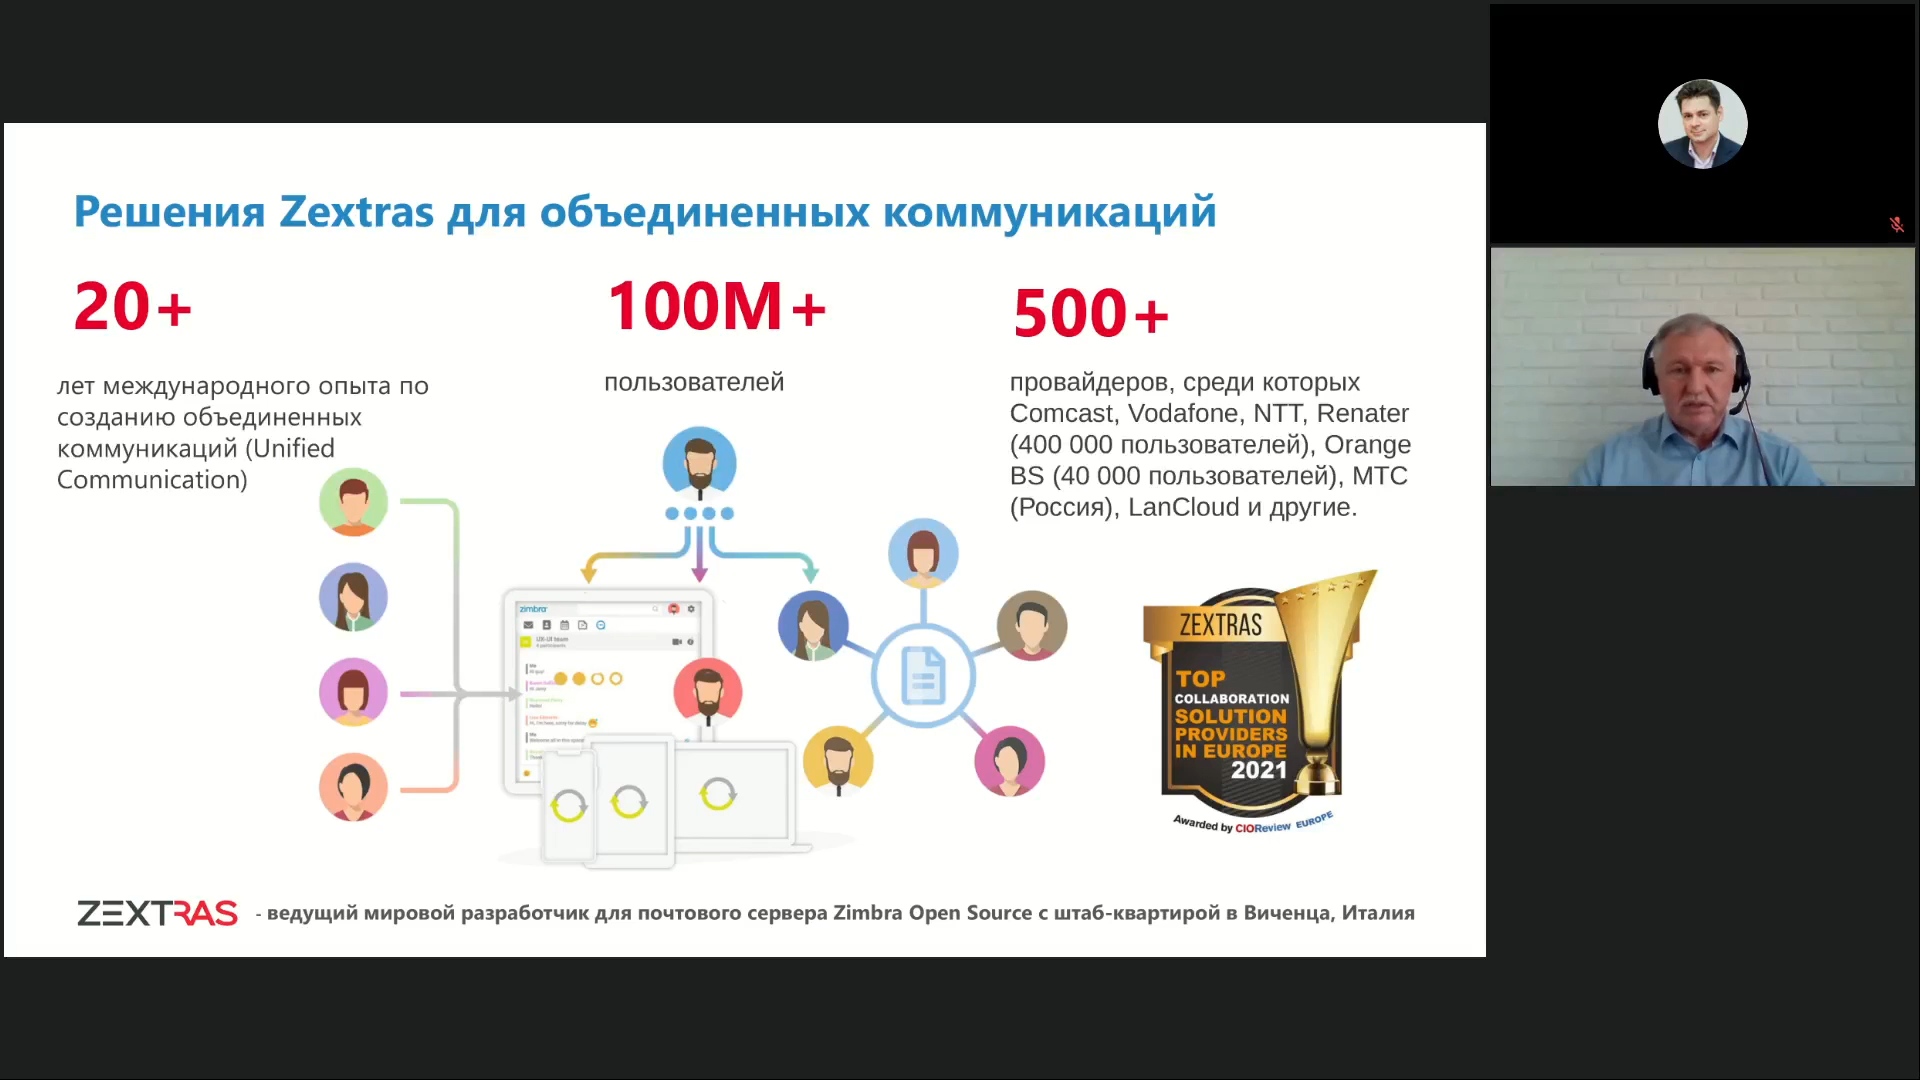 Решения Zextras для объединенных коммуникаций
20+
лет международного опыта по
созданию объединенных
коммуникаций (Unified
Communication)
100M+
пользователей
500+
провайдеров, среди которых
Comcast, Vodafone, NTT, Renater
(400 000 пользователей), Orange
BS (40 000 пользователей), МТС
(Россия), LanCloud и другие.
zimbra
UX-UI team
ZEXTRAS
TOP
COLLABORATION
SOLUTION
PROVIDERS
IN EUROPE
2021
Awarded by CIOReview EUROPE
ZEXTRAS - ведущий мировой разработчик для почтового сервера Zimbra Open Source с штаб-квартирой в Виченца, Италия